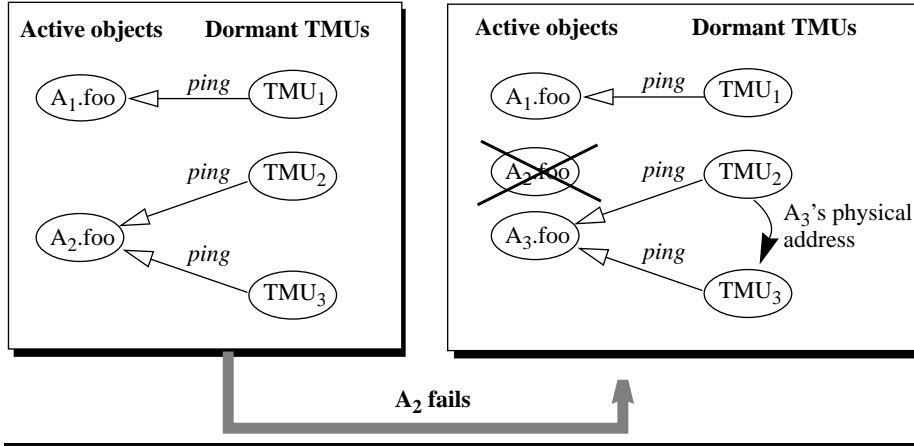 Active objects Dormant TMUs
A₁.foo ping TMU₁
ping TMU₂
A₂.foo
ping
TMU₃
Active objects Dormant TMUs
A₁.foo ping TMU₁
A₂.foo ping TMU₂
A₃.foo
A₃'s physical
address
ping
TMU₃
A₂ fails